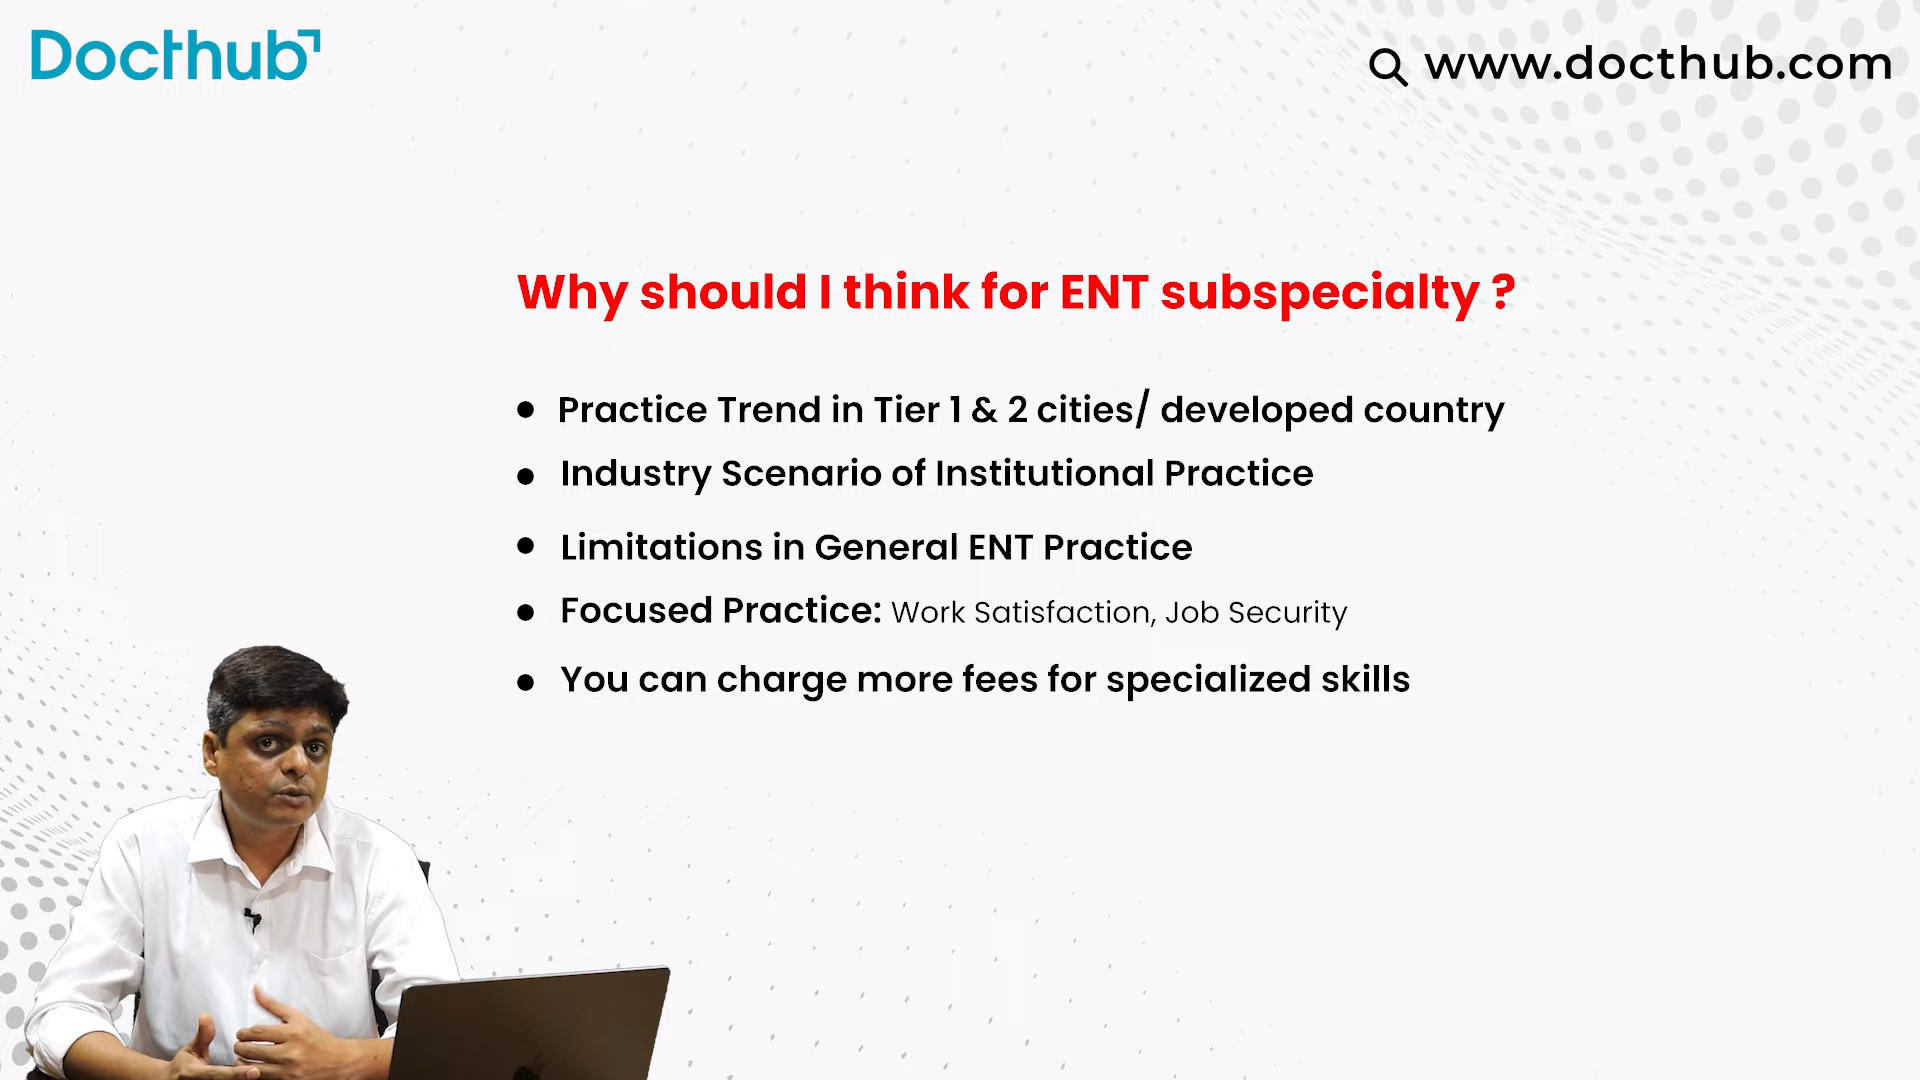 Docthub
www.docthub.com
Why should I think for ENT subspecialty ?
• Practice Trend in Tier 1 & 2 cities/ developed country
• Industry Scenario of Institutional Practice
• Limitations in General ENT Practice
• Focused Practice: Work Satisfaction, Job Security
• You can charge more fees for specialized skills